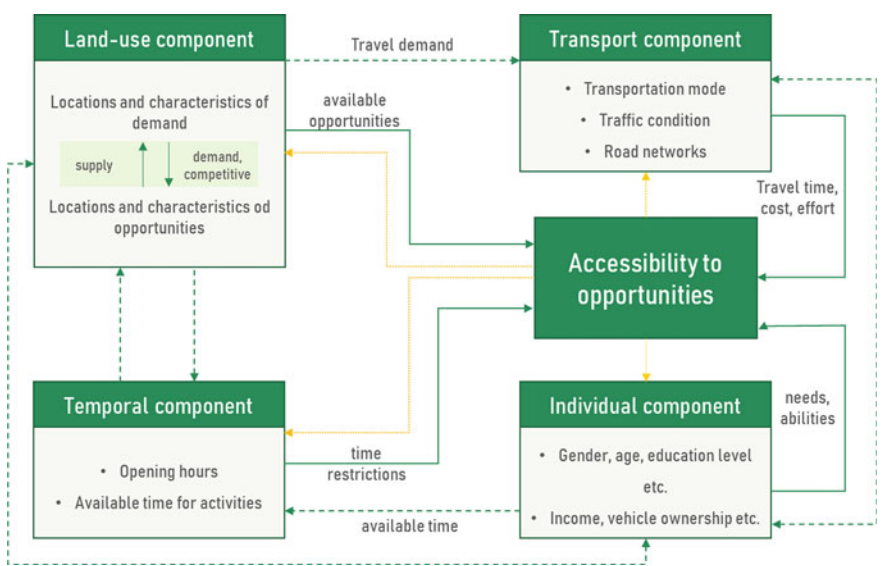 Land-use component
Locations and characteristics of
demand
supply
demand,
competitive
Locations and characteristics od
opportunities
Travel demand
available
opportunities
Transport component
• Transportation mode
• Traffic condition
• Road networks
Travel time,
cost, effort
Accessibility to
opportunities
Temporal component
• Opening hours
• Available time for activities
time
restrictions
available time
Individual component
• Gender, age, education level
etc.
• Income, vehicle ownership etc.
needs,
abilities